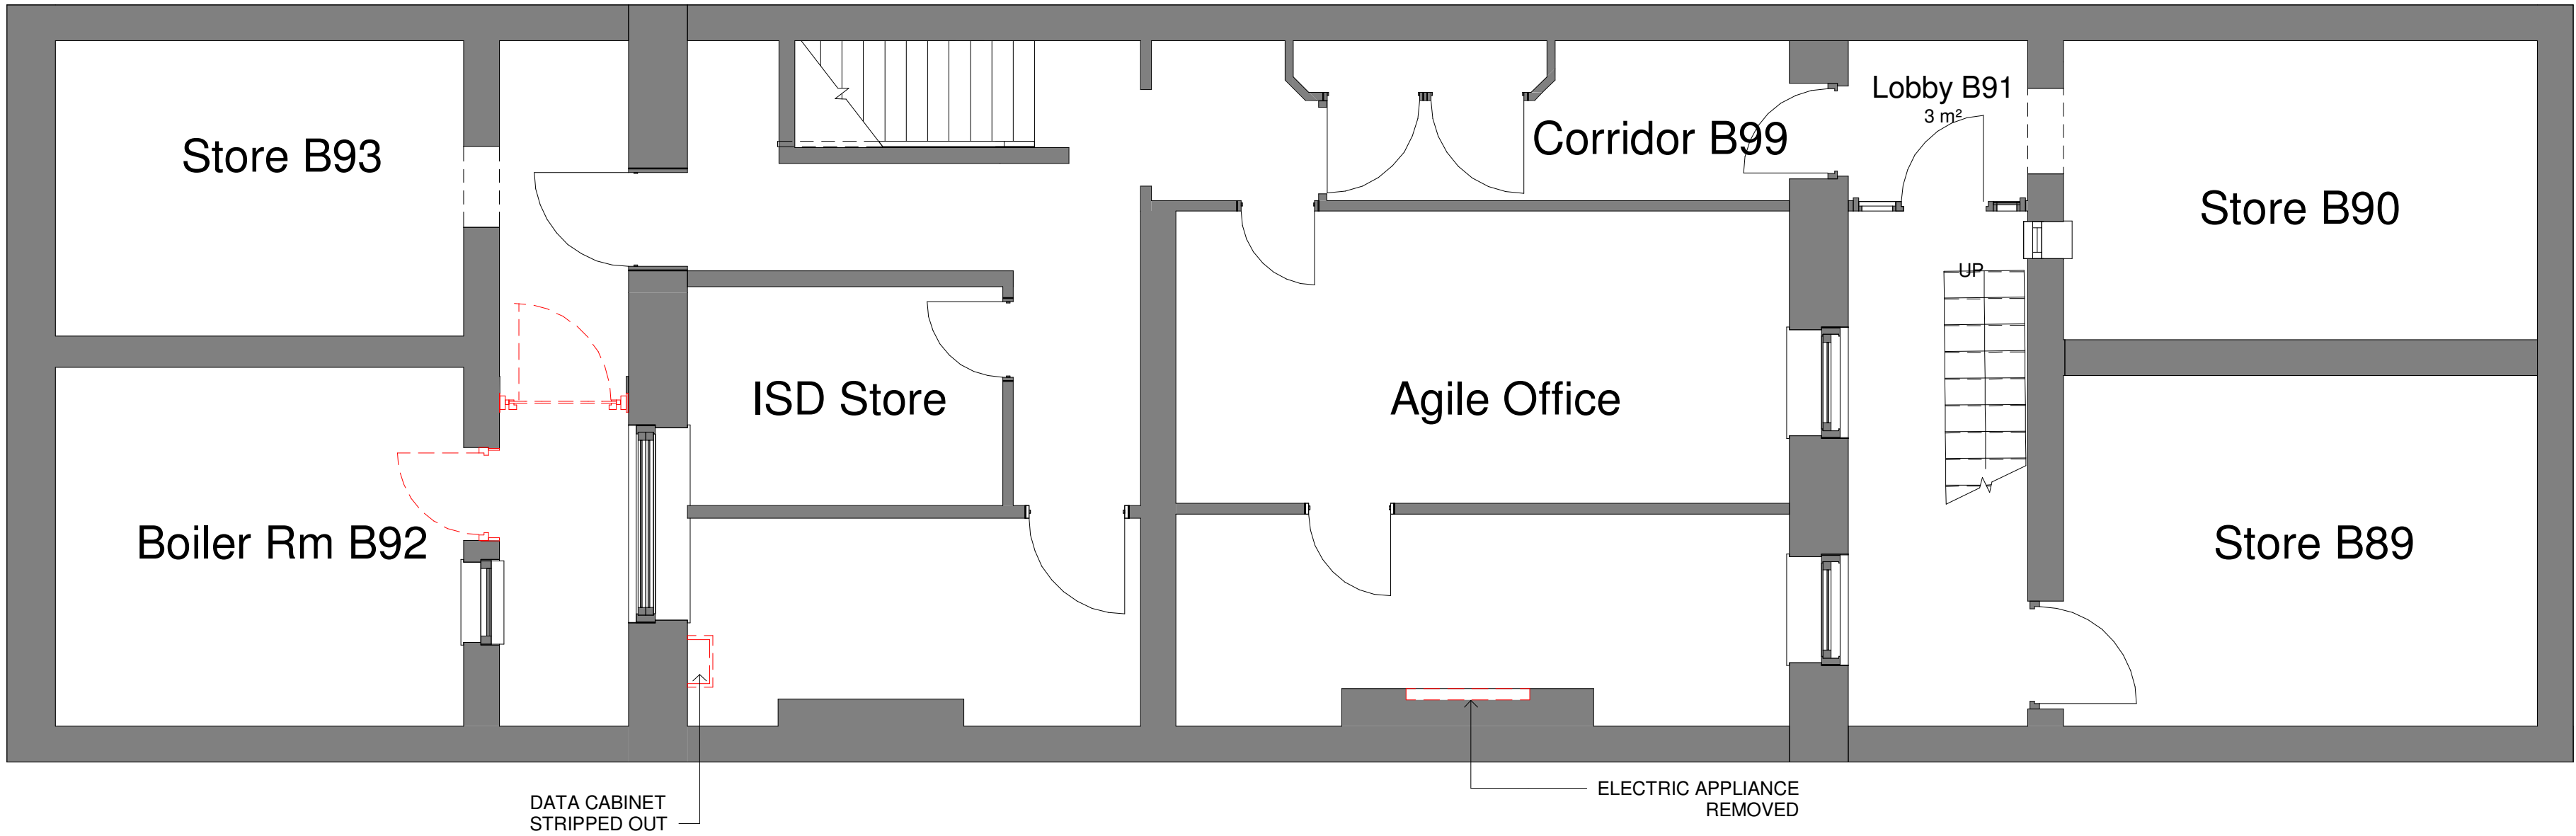 Lobby B91
3 m²
Store B93
Corridor B99
Store B90
UP
ISD Store
Agile Office
Boiler Rm B92
Store B89
ELECTRIC APPLIANCE
REMOVED
DATA CABINET
STRIPPED OUT